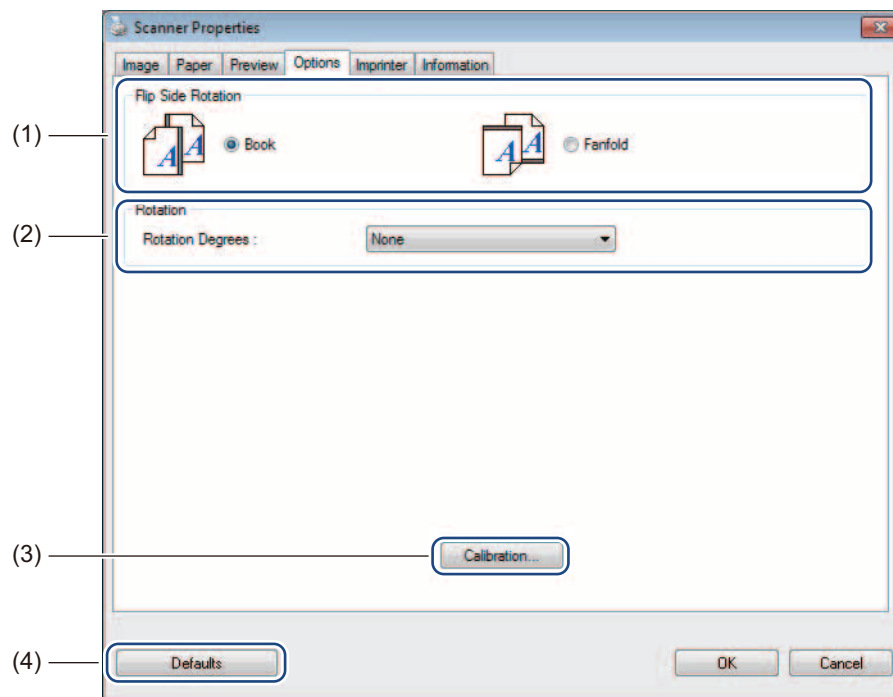 Scanner Properties
Image Paper Preview Options Imprinter Information
Flip Side Rotation
(1)
A A Book
A A Fanfold
(2)
Rotation
Rotation Degrees : None
(3)
Calibration...
(4)
Defaults OK Cancel